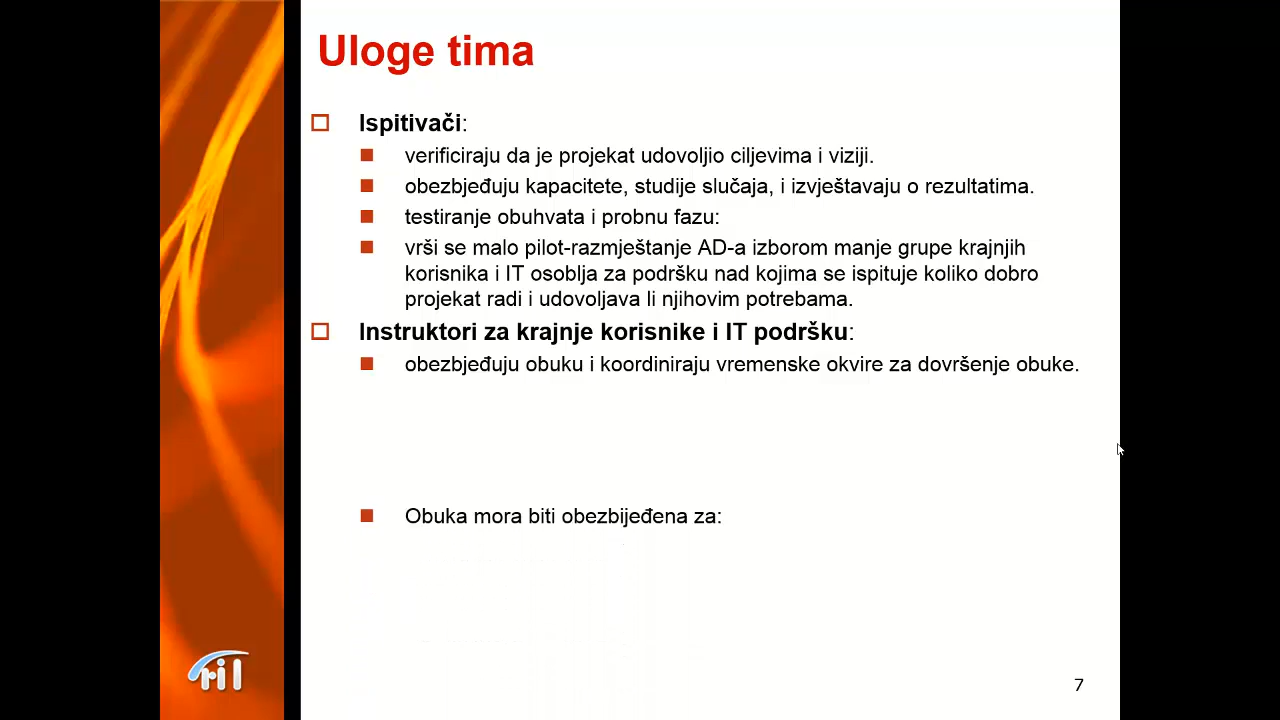 Uloge tima
Ispitivači:
verificiraju da je projekat udovoljio ciljevima i viziji.
obezbjeđuju kapacitete, studije slučaja, i izvještavaju o rezultatima.
testiranje obuhvata i probnu fazu:
vrši se malo pilot-razmještanje AD-a izborom manje grupe krajnjih
korisnika i IT osoblja za podršku nad kojima se ispituje koliko dobro
projekat radi i udovoljava li njihovim potrebama.
Instruktori za krajnje korisnike i IT podršku:
obezbjeđuju obuku i koordiniraju vremenske okvire za dovršenje obuke.
Obuka mora biti obezbijeđena za:
ril
7